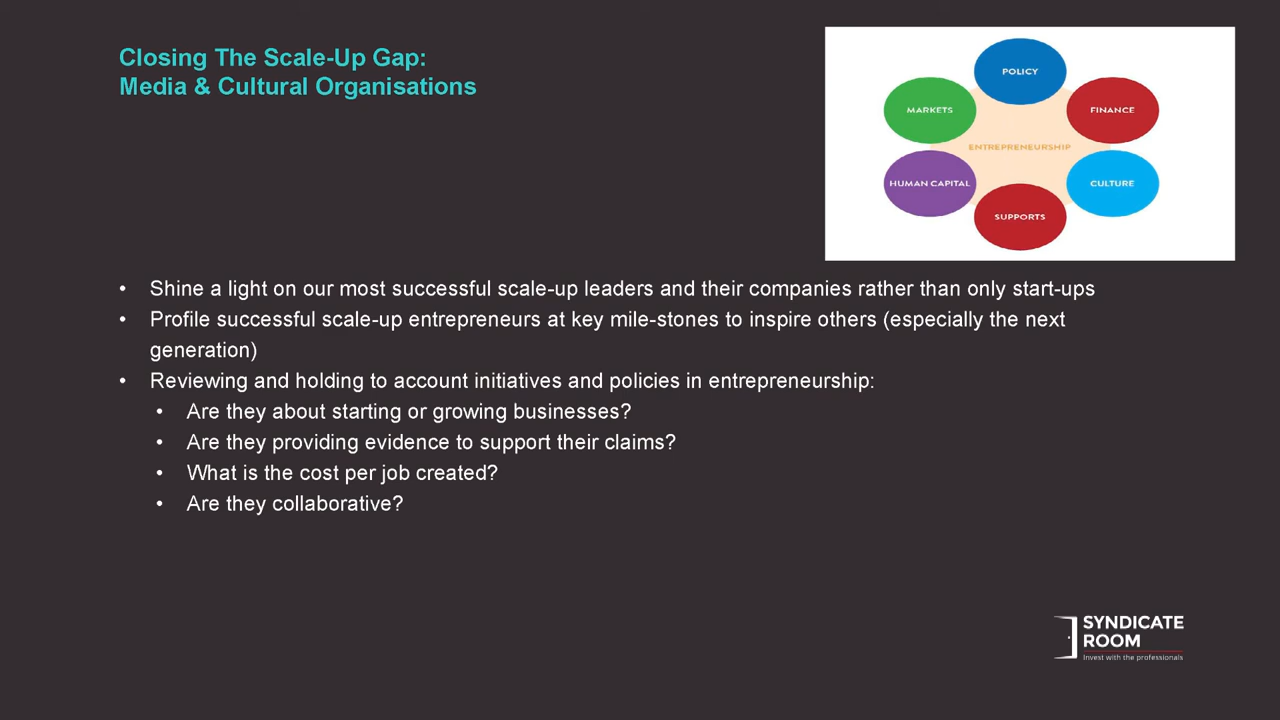 Closing The Scale-Up Gap:
Media & Cultural Organisations
POLICY
MARKETS
FINANCE
ENTREPRENEURSHIP
HUMAN CAPITAL
CULTURE
SUPPORTS
• Shine a light on our most successful scale-up leaders and their companies rather than only start-ups
• Profile successful scale-up entrepreneurs at key mile-stones to inspire others (especially the next
generation)
• Reviewing and holding to account initiatives and policies in entrepreneurship:
• Are they about starting or growing businesses?
• Are they providing evidence to support their claims?
• What is the cost per job created?
• Are they collaborative?
SYNDICATE
ROOM
Invest with the professionals